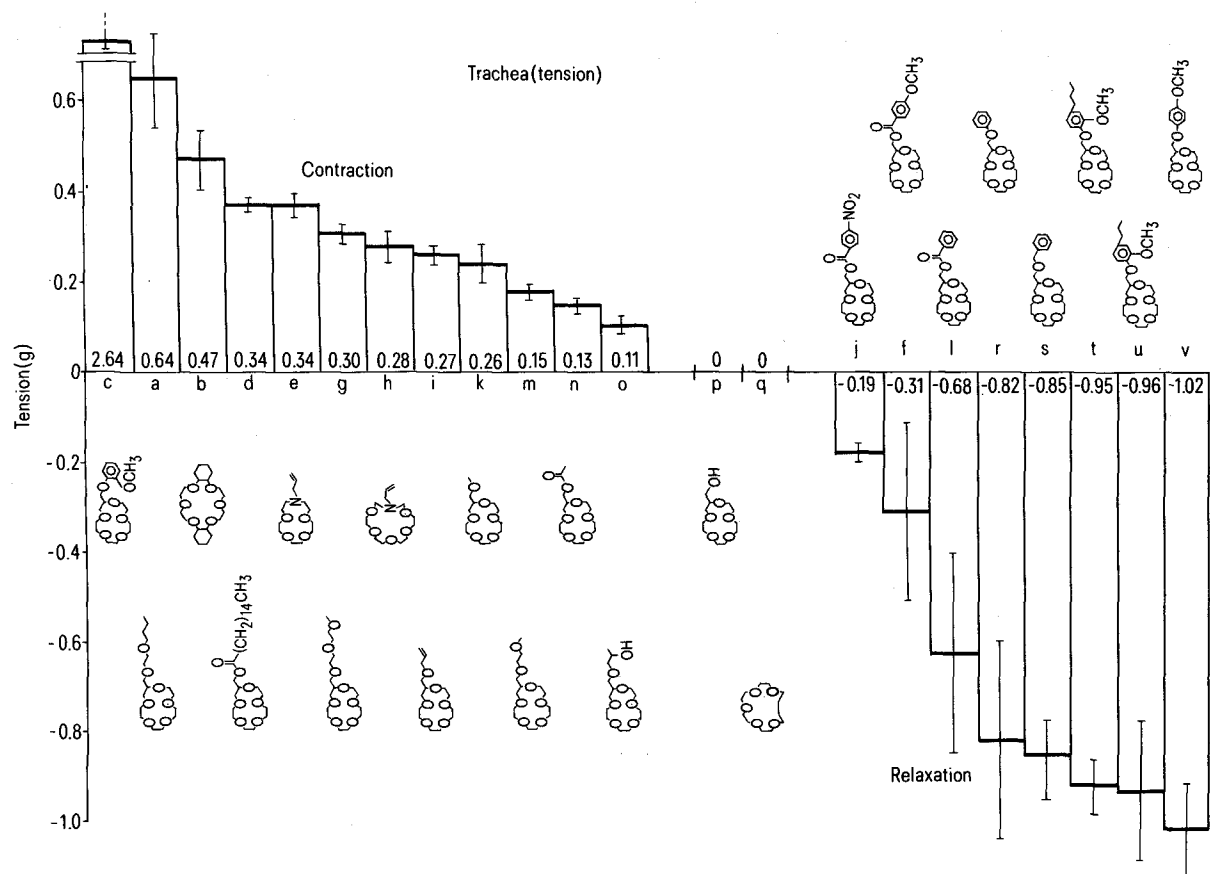 Trachea (tension)
Contraction
Relaxation
Tension (g)
0.6
0.4
0.2
0
-0.2
-0.4
-0.6
-0.8
-1.0
2.64 0.64 0.47 0.34 0.34 0.30 0.28 0.27 0.26 0.15 0.13 0.11 0 0
c a b d e g h i k m n o p q
j f l r s t u v
-0.19 -0.31 -0.68 -0.82 -0.85 -0.95 -0.96 -1.02
OCH3 OCH3 OCH3
NO2 OCH3
OCH3 N N OH
(CH2)14CH3 OH